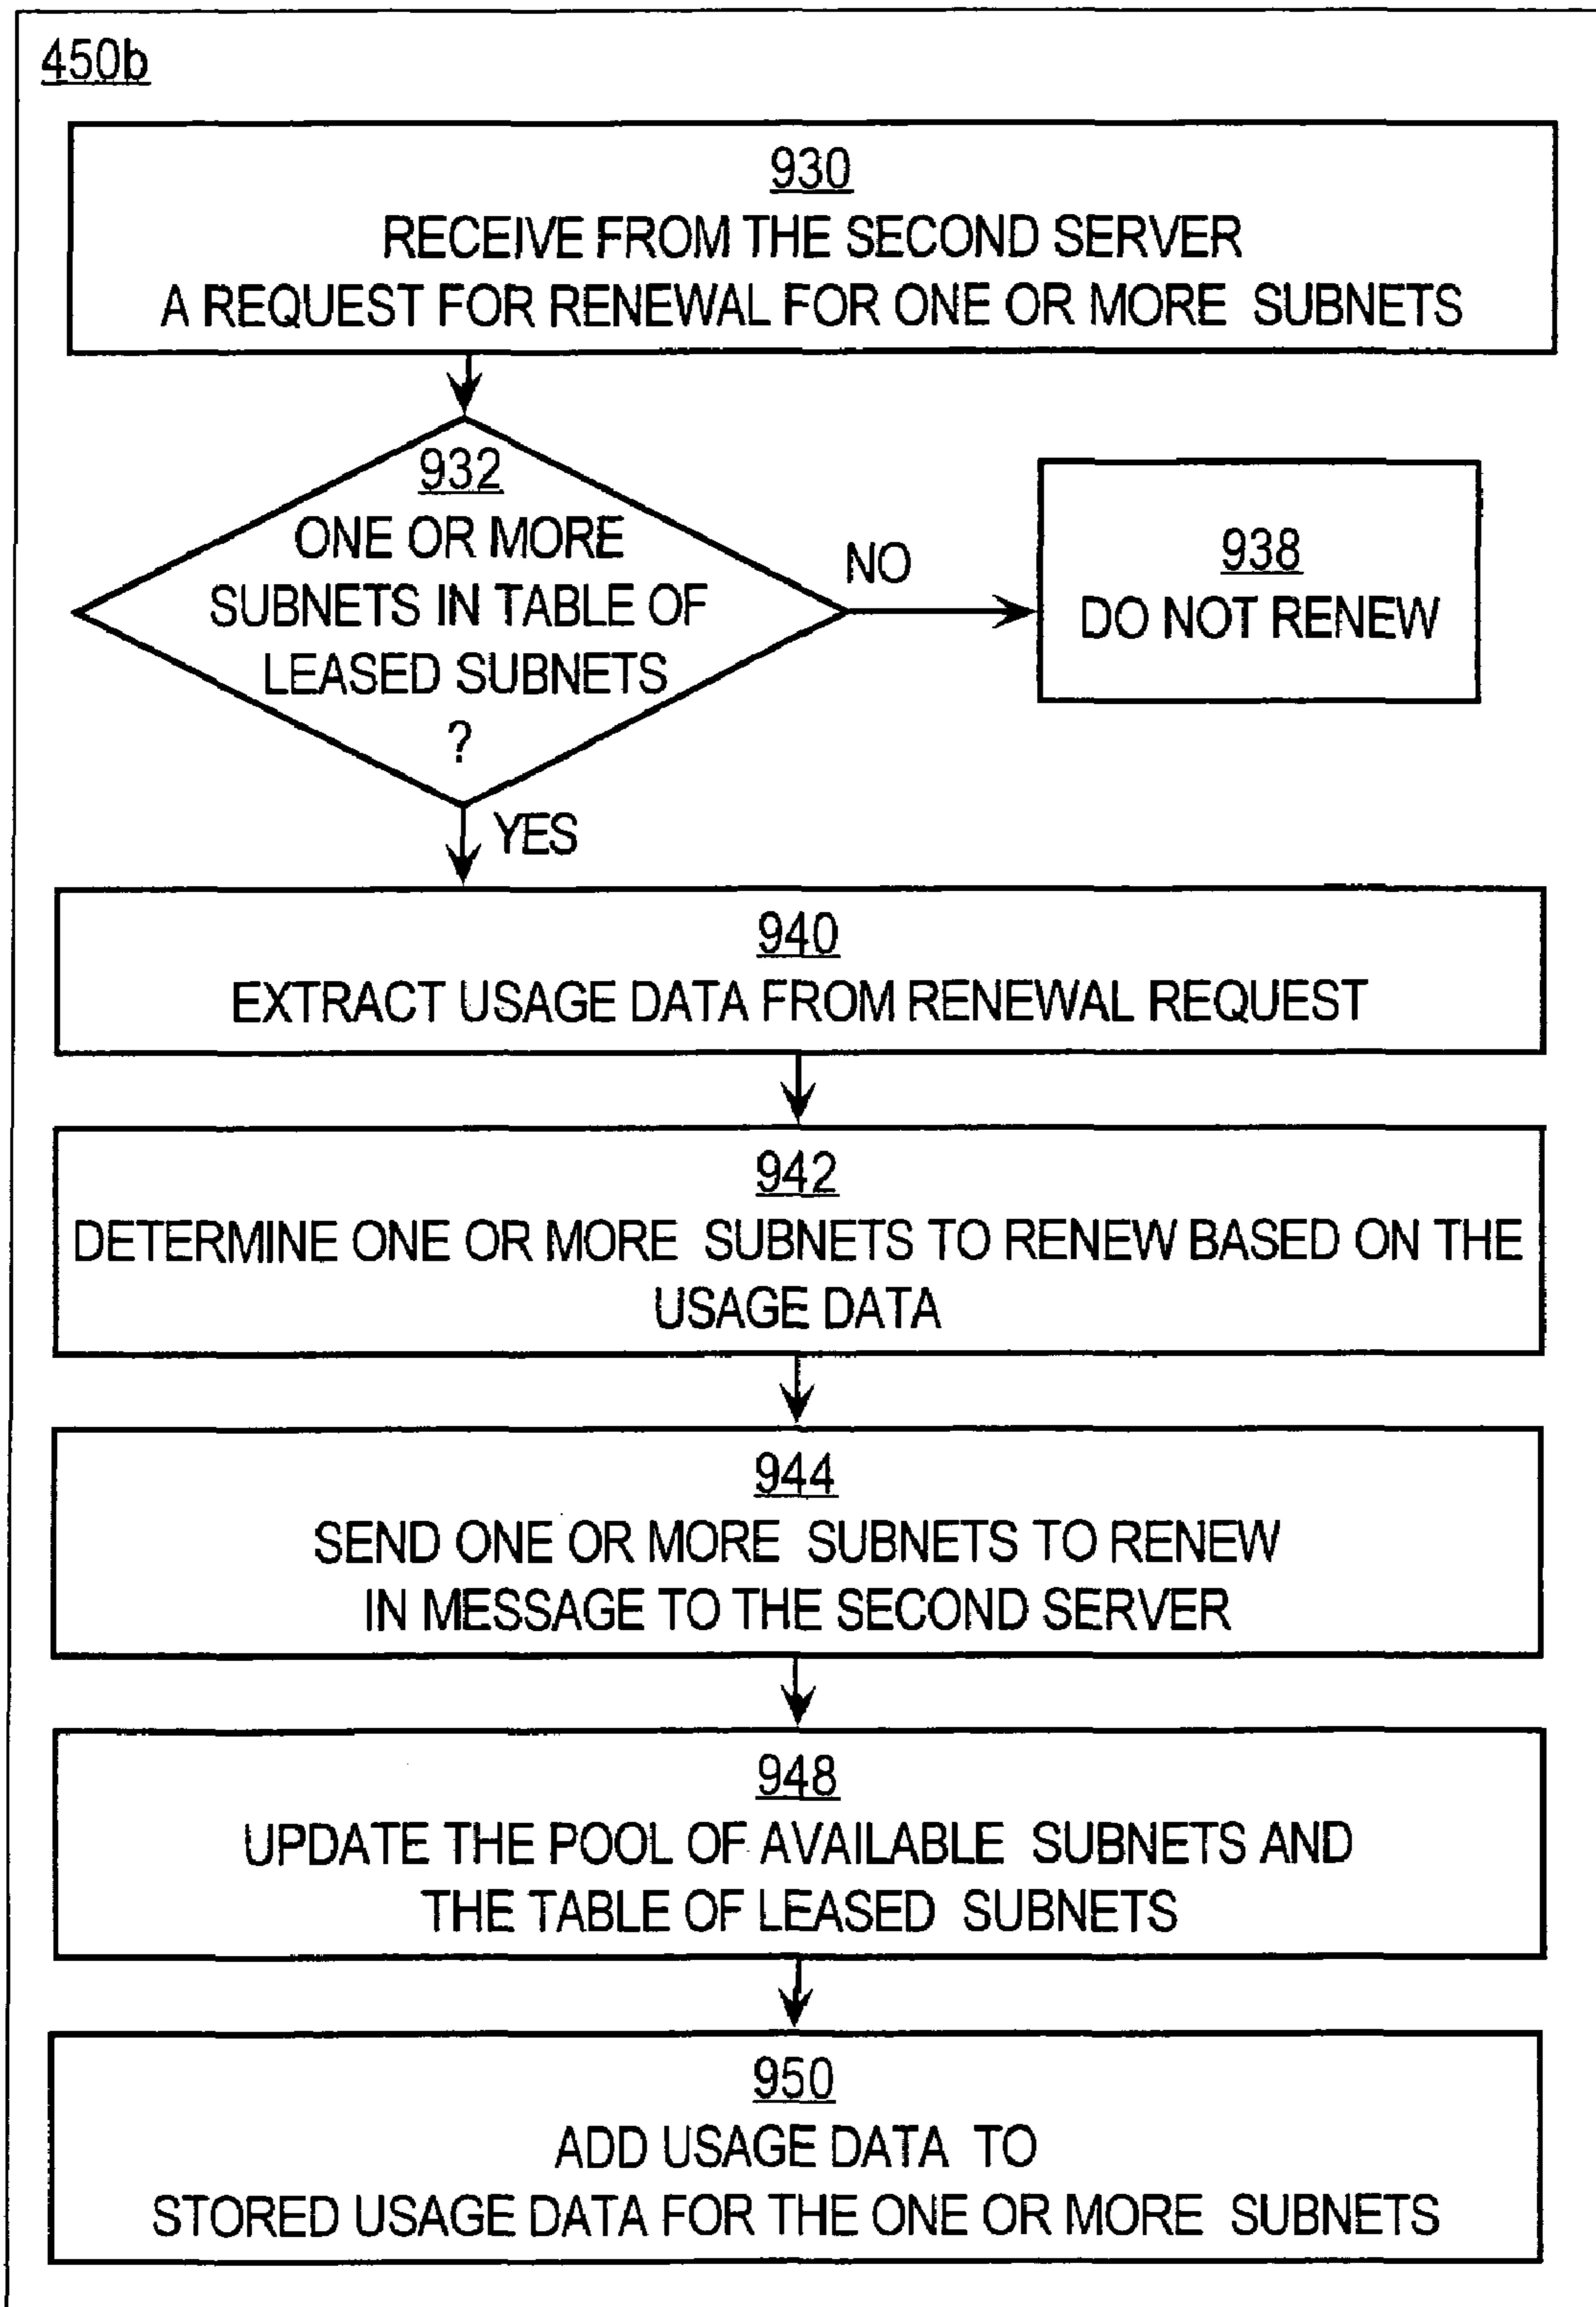 450b
930
RECEIVE FROM THE SECOND SERVER
A REQUEST FOR RENEWAL FOR ONE OR MORE SUBNETS
932
ONE OR MORE
SUBNETS IN TABLE OF
LEASED SUBNETS
?
NO
938
DO NOT RENEW
YES
940
EXTRACT USAGE DATA FROM RENEWAL REQUEST
942
DETERMINE ONE OR MORE SUBNETS TO RENEW BASED ON THE
USAGE DATA
944
SEND ONE OR MORE SUBNETS TO RENEW
IN MESSAGE TO THE SECOND SERVER
948
UPDATE THE POOL OF AVAILABLE SUBNETS AND
THE TABLE OF LEASED SUBNETS
950
ADD USAGE DATA TO
STORED USAGE DATA FOR THE ONE OR MORE SUBNETS